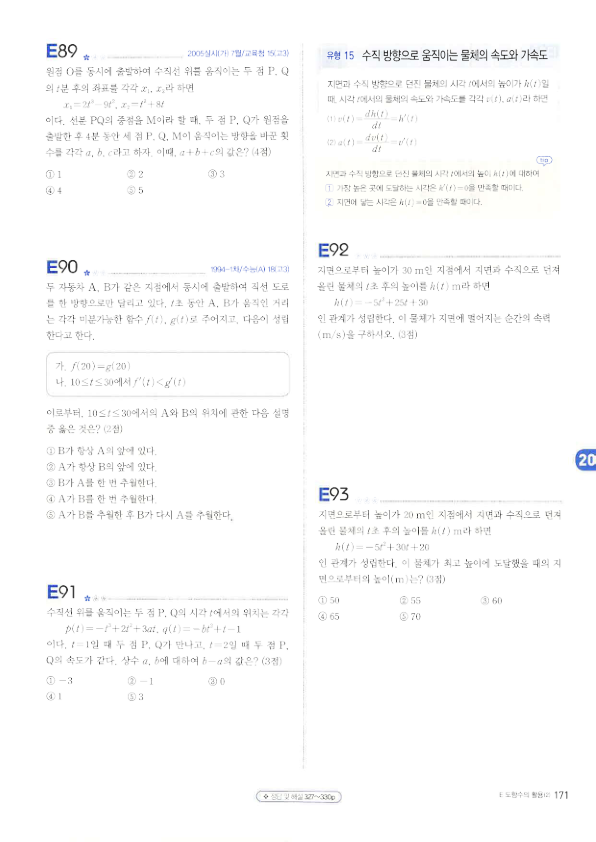 E89
2005실시(가) 7월/교육청 15(고3)
원점 O를 동시에 출발하여 수직선 위를 움직이는 두 점 P, Q
의 t분 후의 좌표를 각각 x₁, x₂라 하면
x₁=2t³-9t², x₂=t²+8t
이다. 선분 PQ의 중점을 M이라 할 때, 두 점 P, Q가 원점을
출발한 후 4분 동안 세 점 P, Q, M이 움직이는 방향을 바꾼 횟
수를 각각 a, b, c라고 하자. 이때, a+b+c의 값은? (4점)
① 1 ② 2 ③ 3
④ 4 ⑤ 5
E90
1994-1차/수능(A) 18(고3)
두 자동차 A, B가 같은 지점에서 동시에 출발하여 직선 도로
를 한 방향으로만 달리고 있다. t초 동안 A, B가 움직인 거리
는 각각 미분가능한 함수 f(t), g(t)로 주어지고, 다음이 성립
한다고 한다.
가. f(20)=g(20)
나. 10≤t≤30에서 f′(t)<g′(t)
이로부터, 10≤t≤30에서의 A와 B의 위치에 관한 다음 설명
중 옳은 것은? (2점)
① B가 항상 A의 앞에 있다.
② A가 항상 B의 앞에 있다.
③ B가 A를 한 번 추월한다.
④ A가 B를 한 번 추월한다.
⑤ A가 B를 추월한 후 B가 다시 A를 추월한다.
E91
수직선 위를 움직이는 두 점 P, Q의 시각 t에서의 위치는 각각
p(t)=-t³+2t²+3at, q(t)=-bt²+t-1
이다. t=1일 때 두 점 P, Q가 만나고, t=2일 때 두 점 P,
Q의 속도가 같다. 상수 a, b에 대하여 b-a의 값은? (3점)
① -3 ② -1 ③ 0
④ 1 ⑤ 3
유형 15 수직 방향으로 움직이는 물체의 속도와 가속도
지면과 수직 방향으로 던진 물체의 시각 t에서의 높이가 h(t)일
때, 시각 t에서의 물체의 속도와 가속도를 각각 v(t), a(t)라 하면
(1) v(t)=dh(t)/dt=h′(t)
(2) a(t)=dv(t)/dt=v′(t)
tip
지면과 수직 방향으로 던진 물체의 시각 t에서의 높이 h(t)에 대하여
① 가장 높은 곳에 도달하는 시각은 h′(t)=0을 만족할 때이다.
② 지면에 닿는 시각은 h(t)=0을 만족할 때이다.
E92
지면으로부터 높이가 30 m인 지점에서 지면과 수직으로 던져
올린 물체의 t초 후의 높이를 h(t) m라 하면
h(t)=-5t²+25t+30
인 관계가 성립한다. 이 물체가 지면에 떨어지는 순간의 속력
(m/s)을 구하시오. (3점)
20
E93
지면으로부터 높이가 20 m인 지점에서 지면과 수직으로 던져
올린 물체의 t초 후의 높이를 h(t) m라 하면
h(t)=-5t²+30t+20
인 관계가 성립한다. 이 물체가 최고 높이에 도달했을 때의 지
면으로부터의 높이(m)는? (3점)
① 50 ② 55 ③ 60
④ 65 ⑤ 70
정답 및 해설 327~330p
도함수의 활용(2) 171